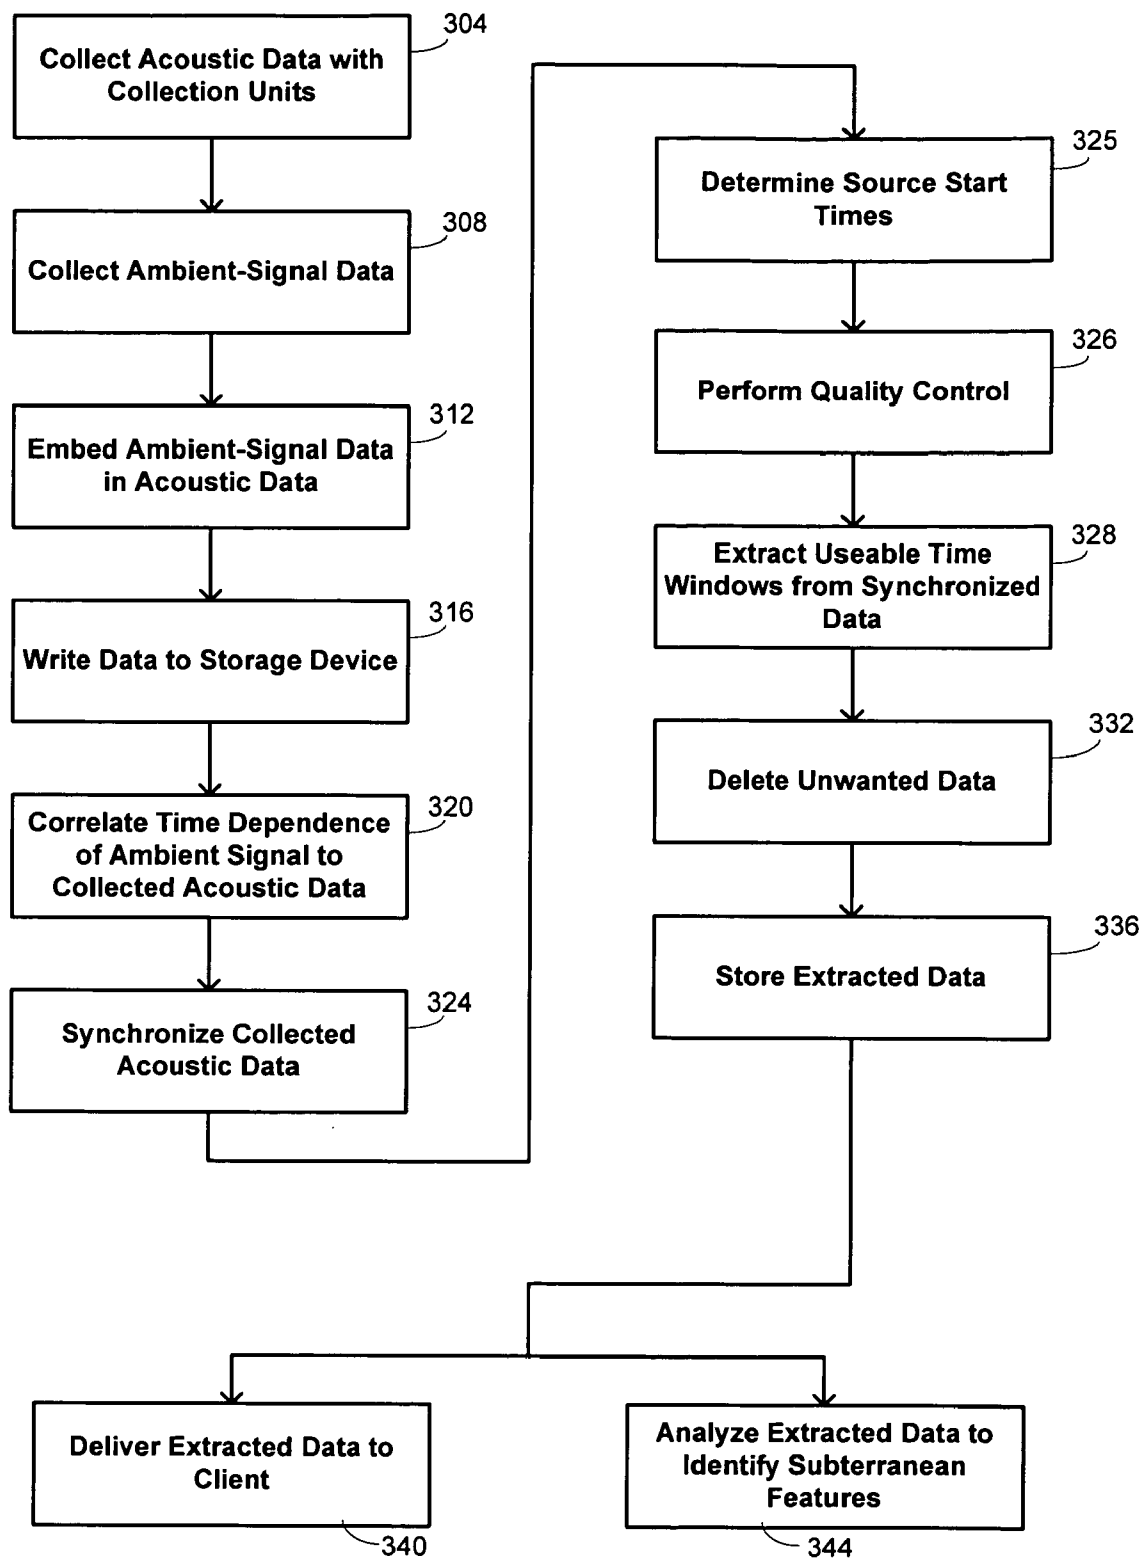 304
Collect Acoustic Data with
Collection Units
308
Collect Ambient-Signal Data
312
Embed Ambient-Signal Data
in Acoustic Data
316
Write Data to Storage Device
320
Correlate Time Dependence
of Ambient Signal to
Collected Acoustic Data
324
Synchronize Collected
Acoustic Data
325
Determine Source Start
Times
326
Perform Quality Control
328
Extract Useable Time
Windows from Synchronized
Data
332
Delete Unwanted Data
336
Store Extracted Data
Deliver Extracted Data to
Client
340
Analyze Extracted Data to
Identify Subterranean
Features
344